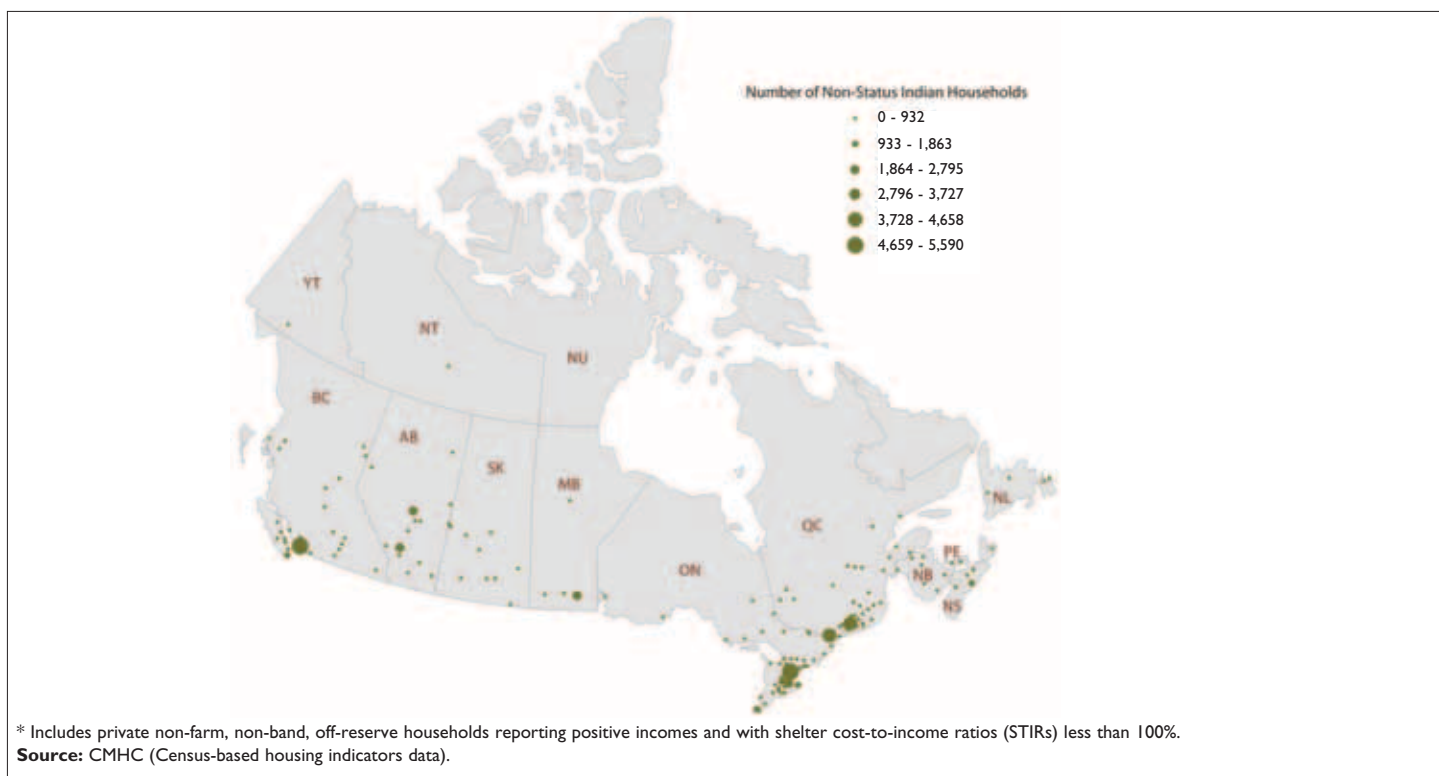 Number of Non-Status Indian Households
0 - 932
933 - 1,863
1,864 - 2,795
2,796 - 3,727
3,728 - 4,658
4,659 - 5,590
YT
NT
NU
BC
AB
SK
MB
NL
QC
PE
ON
NB
NS
* Includes private non-farm, non-band, off-reserve households reporting positive incomes and with shelter cost-to-income ratios (STIRs) less than 100%.
Source: CMHC (Census-based housing indicators data).